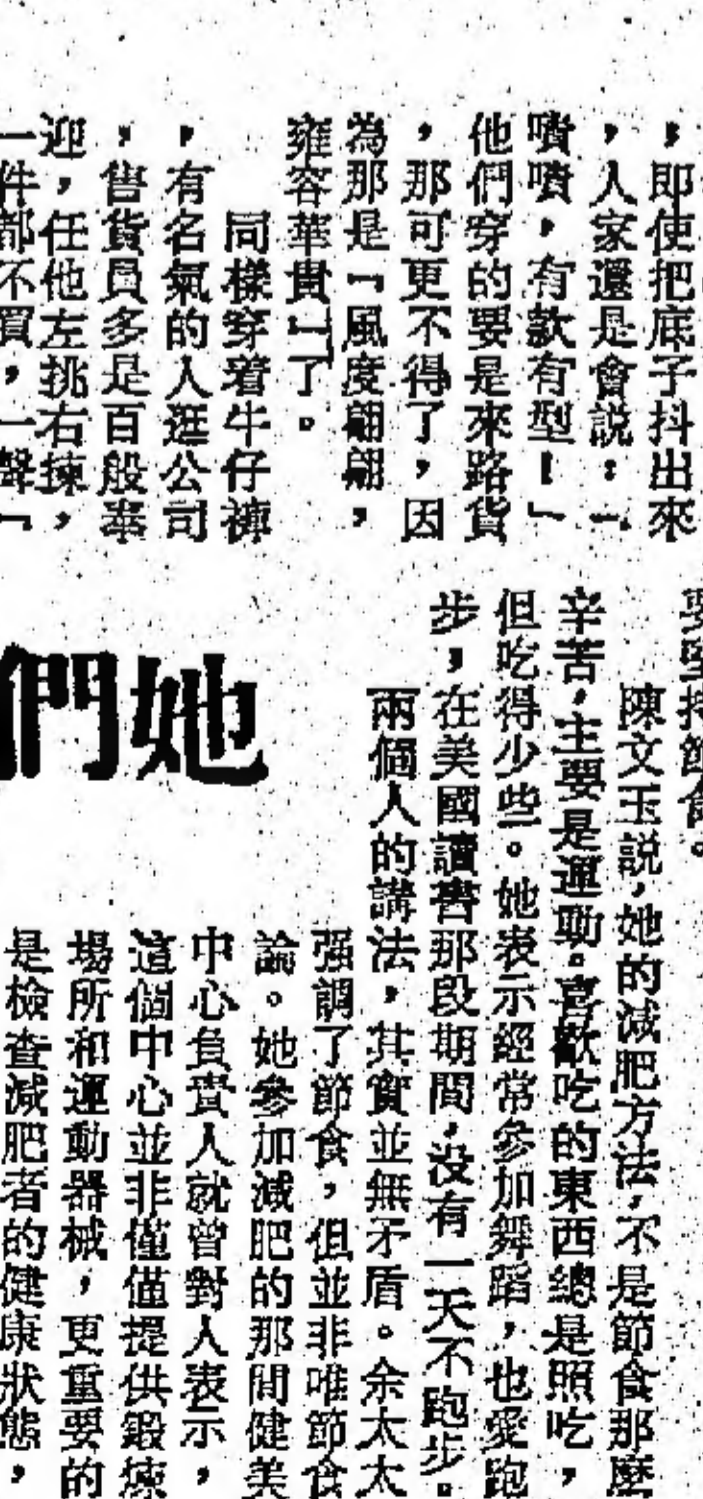 ，即使把底子抖出來
，人家還是會説：「
嘖嘖，有款有型！」
他們穿的要是來路貨
，那可更不得了，因
為那是「風度翩翩，
雍容華貴」了。
同樣穿着牛仔褲
，有名氣的人逛公司
，售貨員多是百般奉
迎，任他左挑右揀，
一件都不買，一聲「
要堅持節食。
陳文玉説，她的減肥方法，不是節食那麼
辛苦，主要是運動。喜歡吃的東西總是照吃，
但吃得少些。她表示經常參加舞蹈，也愛跑
步，在美國讀書那段期間，没有一天不跑步。
兩個人的講法，其實並無矛盾。余太太
强調了節食，但並非唯節食
論。她參加減肥的那間健美
中心負責人就曾對人表示，
這個中心並非僅僅提供鍛煉
場所和運動器械，更重要的
是檢查減肥者的健康狀態，
她們